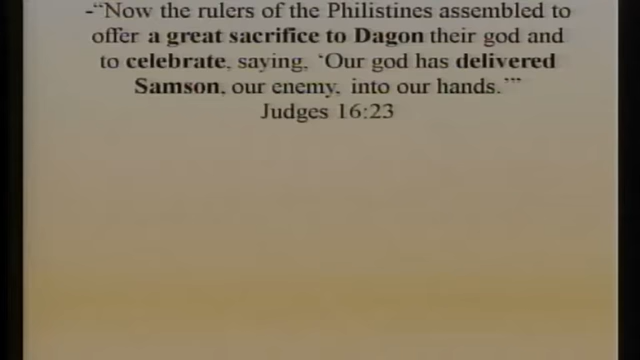 -“Now the rulers of the Philistines assembled to
offer a great sacrifice to Dagon their god and
to celebrate, saying, ‘Our god has delivered
Samson, our enemy, into our hands.’”
Judges 16:23